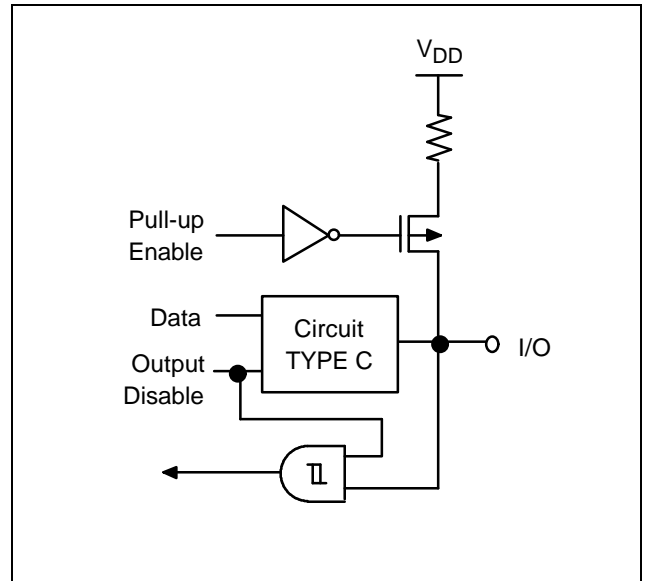 VDD
Pull-up
Enable
Data
Circuit
TYPE C
I/O
Output
Disable